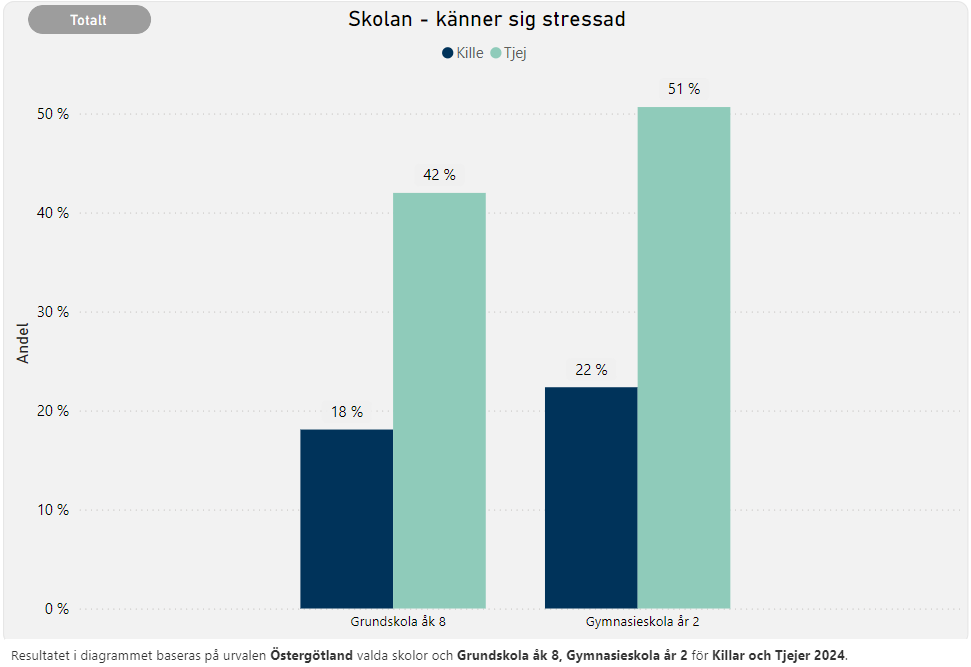 Totalt
Skolan - känner sig stressad
Kille Tjej
51 %
50 %
42 %
40 %
30 %
Andel
22 %
20 %
18 %
10 %
0 %
Grundskola åk 8 Gymnasieskola år 2
Resultatet i diagrammet baseras på urvalen Östergötland valda skolor och Grundskola åk 8, Gymnasieskola år 2 för Killar och Tjejer 2024.